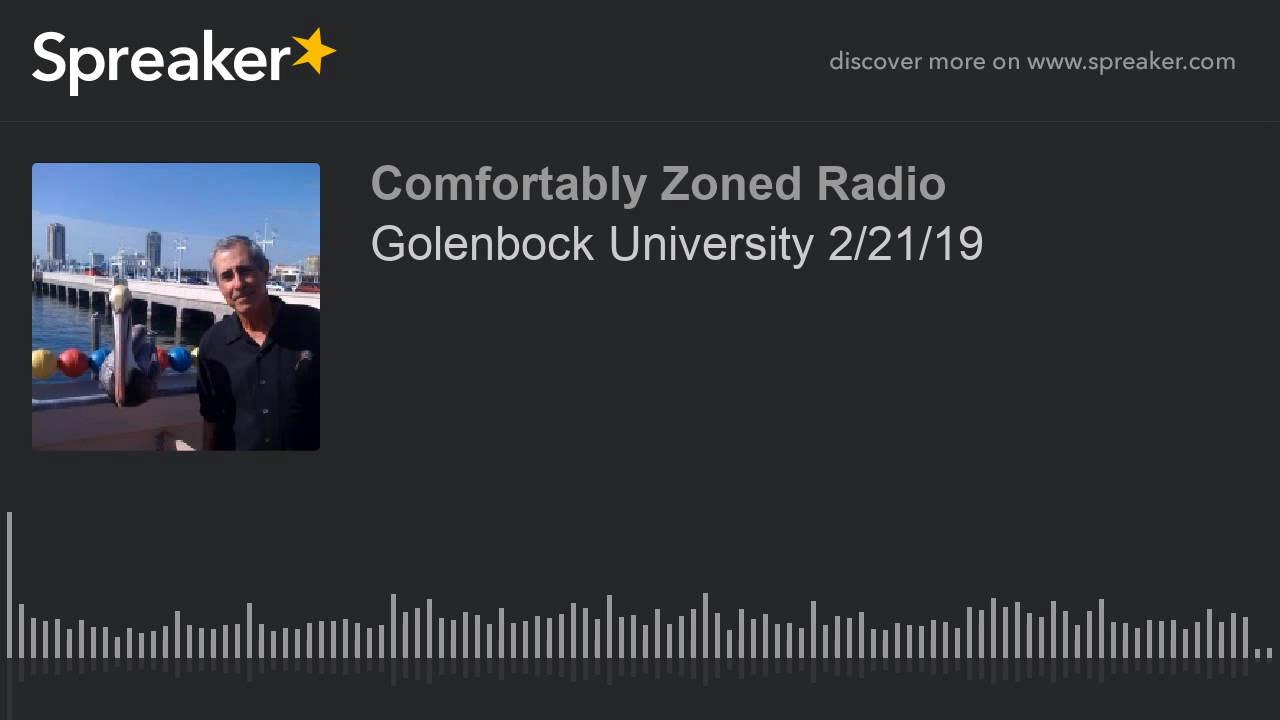 Spreaker
discover more on www.spreaker.com
Comfortably Zoned Radio
Golenbock University 2/21/19